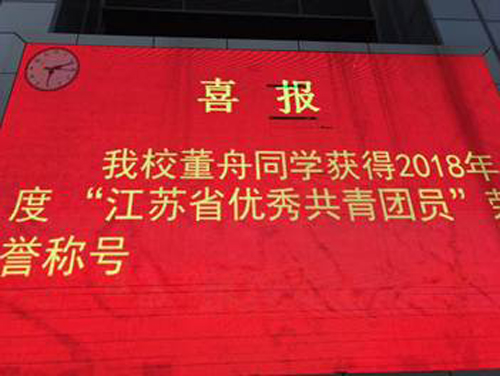 喜报
我校董舟同学获得2018年
度“江苏省优秀共青团员”荣
誉称号